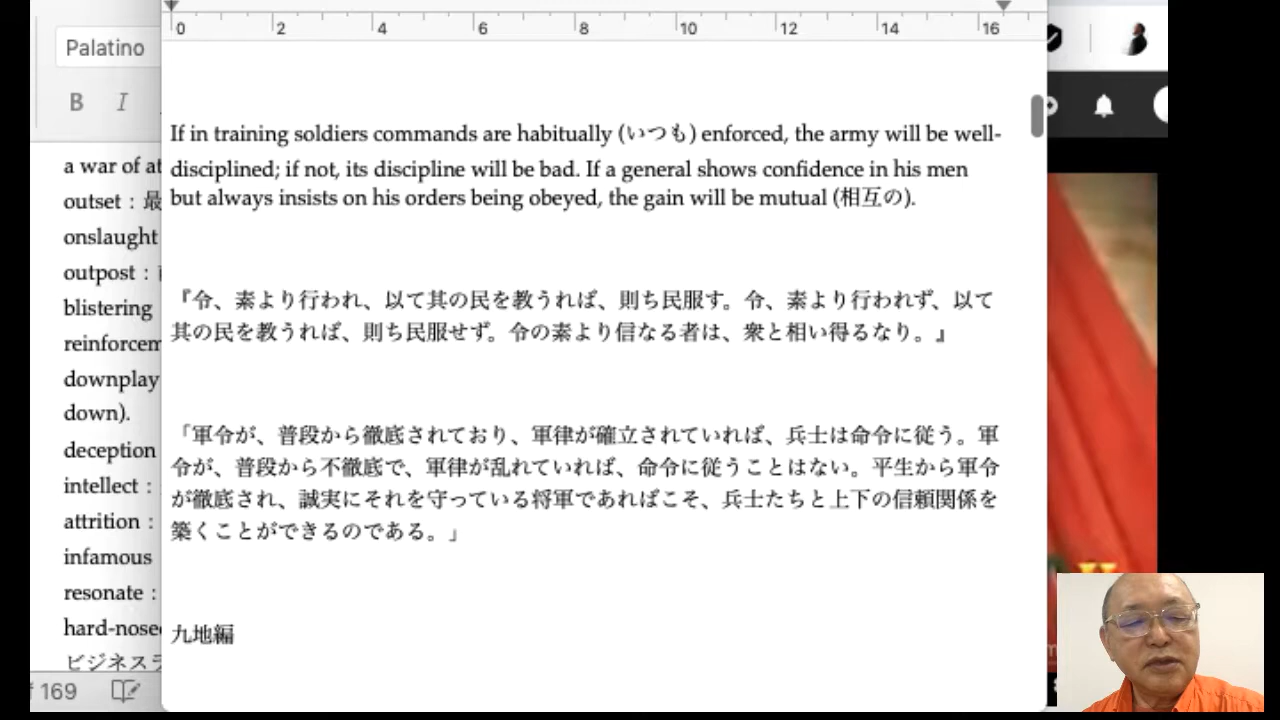 0 2 4 6 8 10 12 14 16
Palatino
B I
If in training soldiers commands are habitually (いつも) enforced, the army will be well-
disciplined; if not, its discipline will be bad. If a general shows confidence in his men
but always insists on his orders being obeyed, the gain will be mutual (相互の).
『令、素より行われ、以て其の民を教うれば、則ち民服す。令、素より行われず、以て
其の民を教うれば、則ち民服せず。令の素より信なる者は、衆と相い得るなり。』
「軍令が、普段から徹底されており、軍律が確立されていれば、兵士は命令に従う。軍
令が、普段から不徹底で、軍律が乱れていれば、命令に従うことはない。平生から軍令
が徹底され、誠実にそれを守っている将軍であればこそ、兵士たちと上下の信頼関係を
築くことができるのである。」
九地編
a war of at
outset : 最
onslaught
outpost :
blistering
reinforcem
downplay
down).
deception
intellect :
attrition :
infamous
resonate :
hard-nosed
ビジネスラ
169